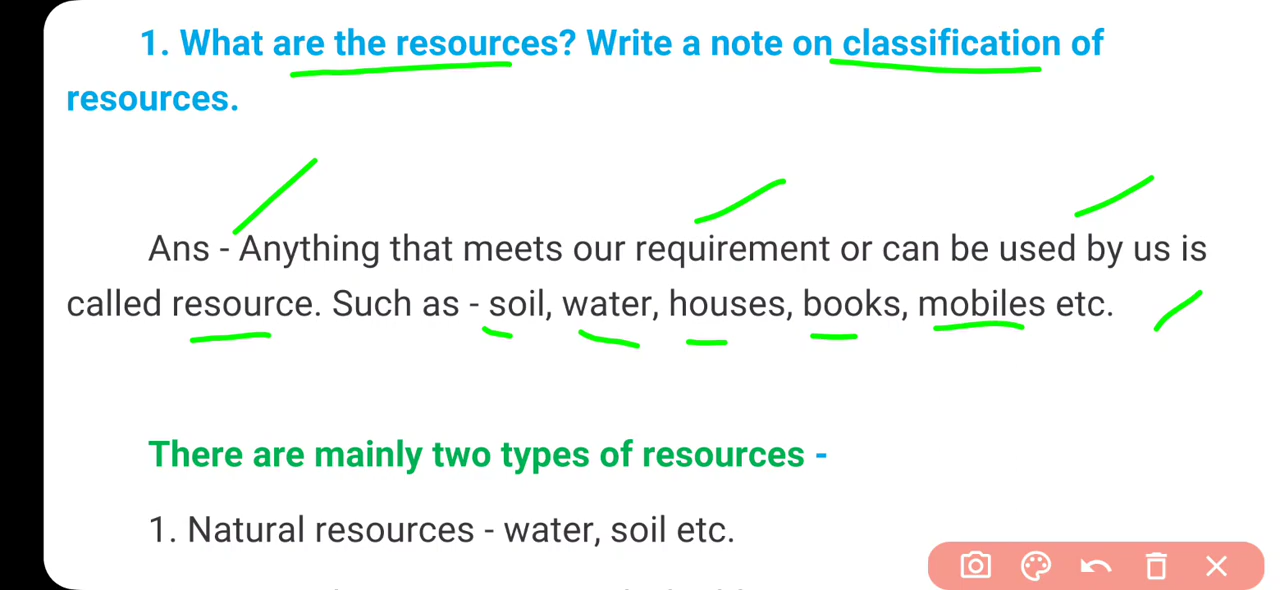 1. What are the resources? Write a note on classification of
resources.
Ans - Anything that meets our requirement or can be used by us is
called resource. Such as - soil, water, houses, books, mobiles etc.
There are mainly two types of resources -
1. Natural resources - water, soil etc.